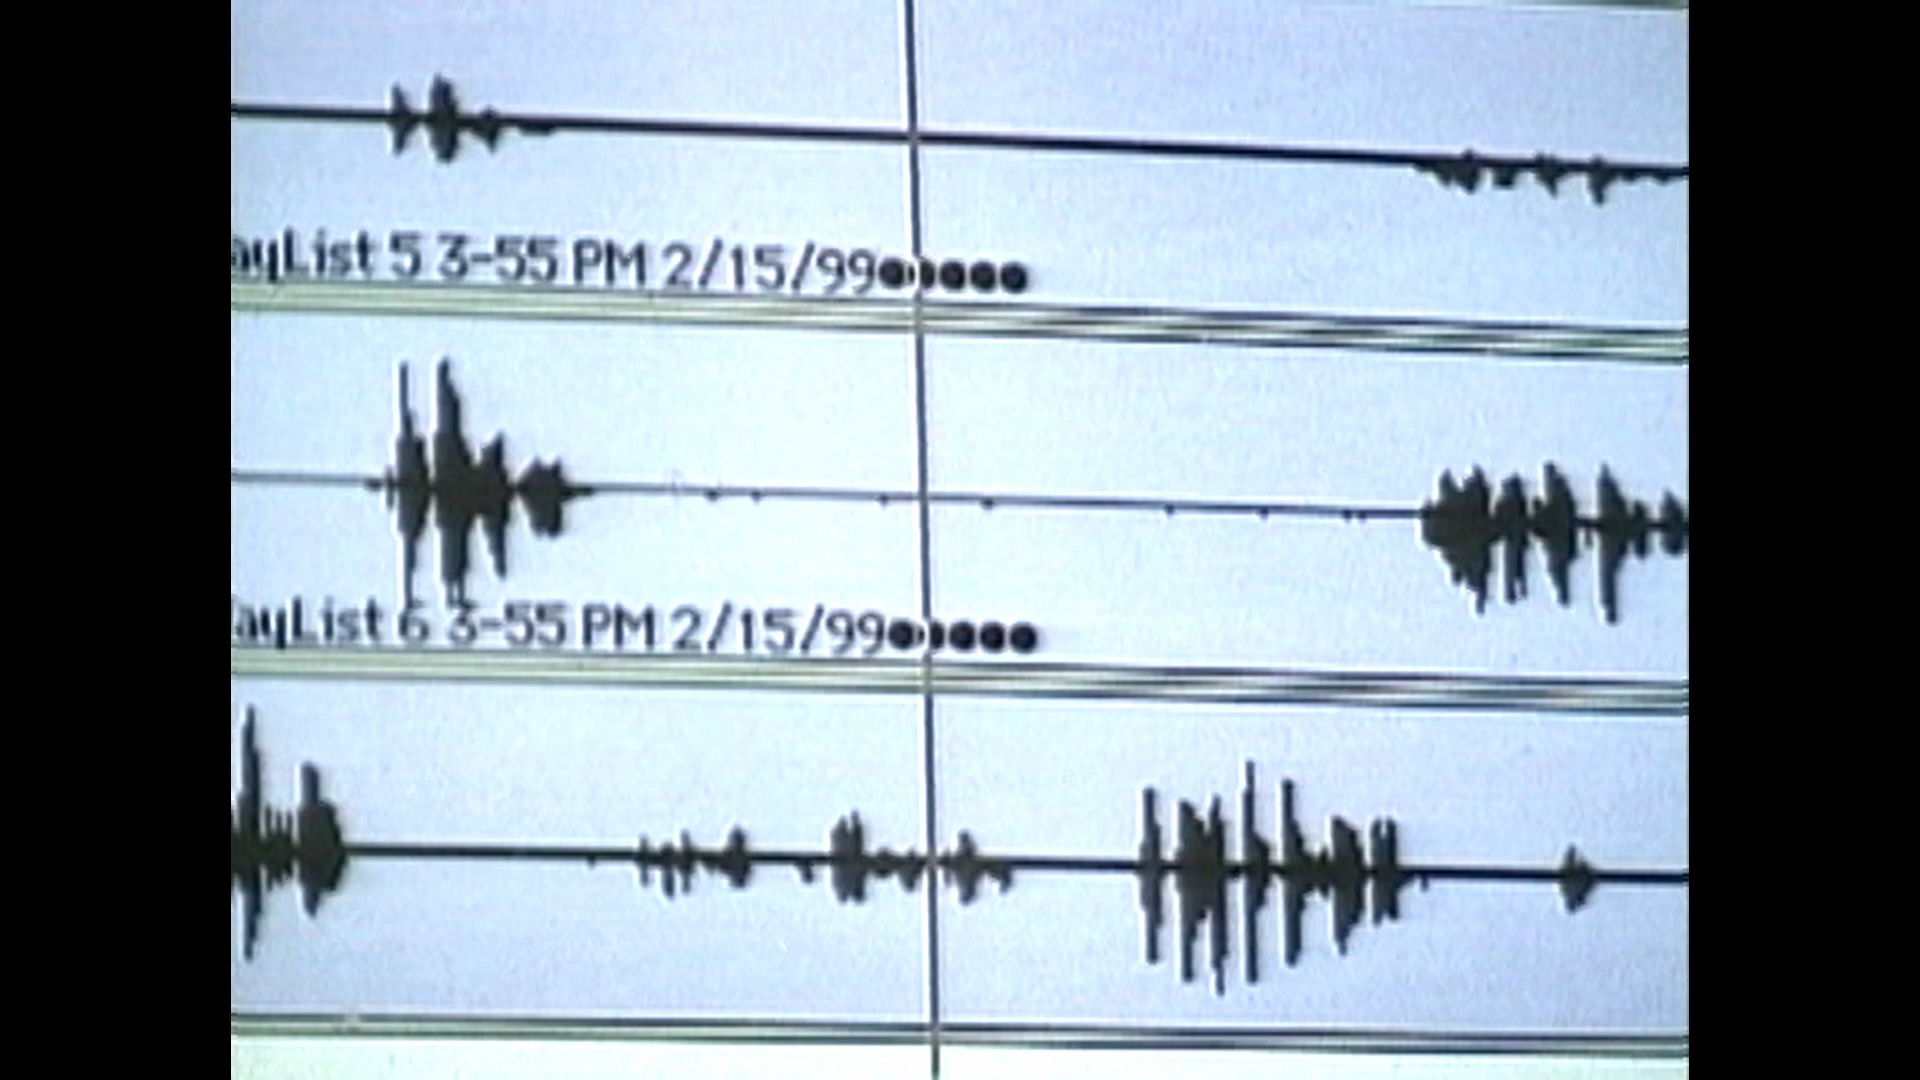 ayList 5 3-55 PM 2/15/99●●●●●
ayList 6 3-55 PM 2/15/99●●●●●